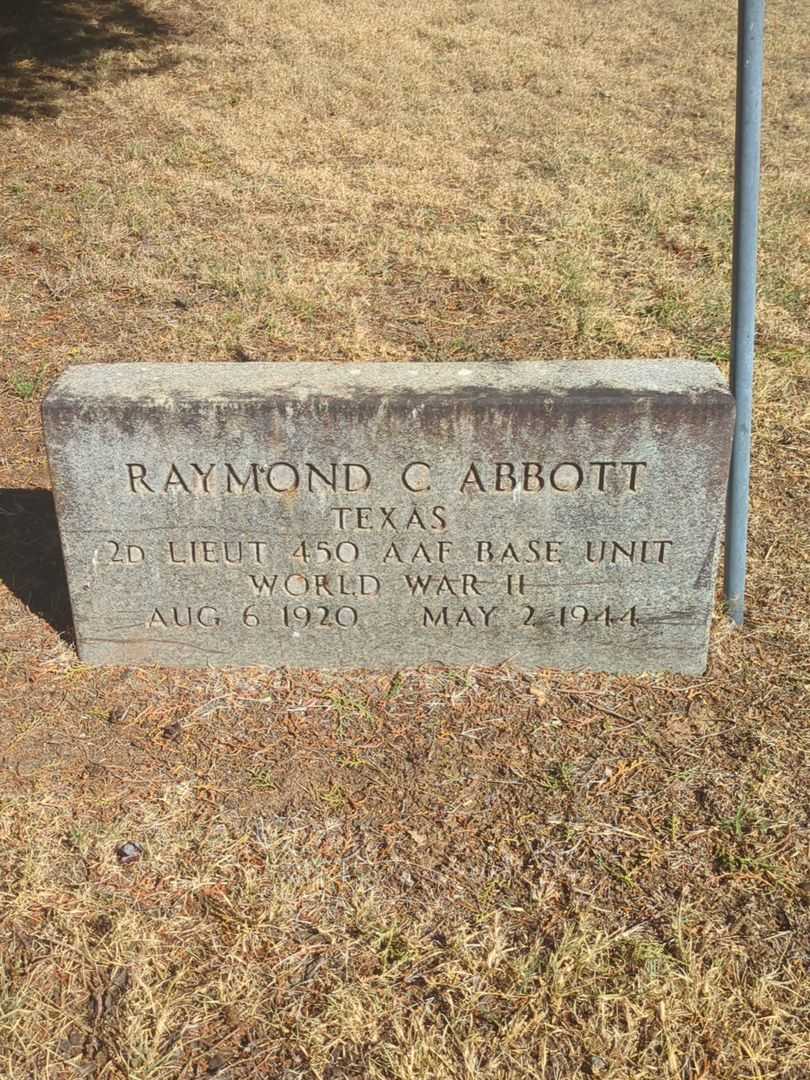 RAYMOND C ABBOTT
TEXAS
2D LIEUT 450 AAF BASE UNIT
WORLD WAR II
AUG 6 1920 MAY 2 1944